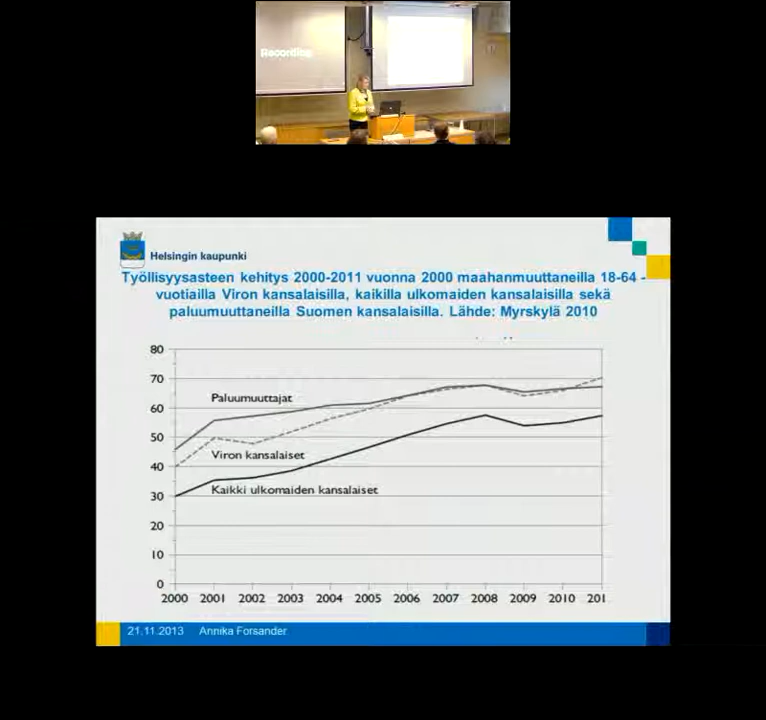 Recording
Helsingin kaupunki
Työllisyysasteen kehitys 2000-2011 vuonna 2000 maahanmuuttaneilla 18-64 -
vuotiailla Viron kansalaisilla, kaikilla ulkomaiden kansalaisilla sekä
paluumuuttaneilla Suomen kansalaisilla. Lähde: Myrskylä 2010
80
70
Paluumuuttajat
60
50
Viron kansalaiset
40
Kaikki ulkomaiden kansalaiset
30
20
10
0
2000 2001 2002 2003 2004 2005 2006 2007 2008 2009 2010 201
21.11.2013 Annika Forsander